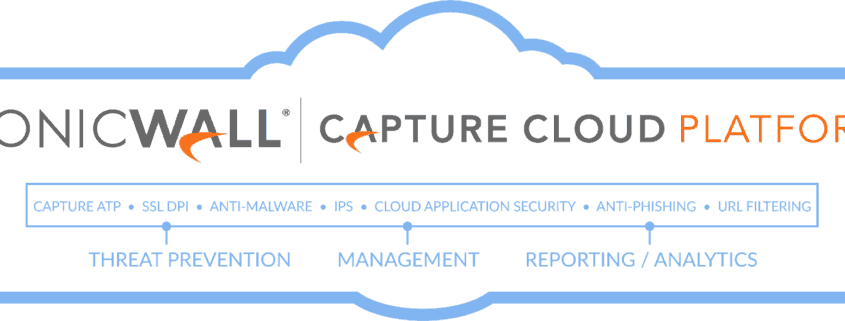 ONICWALL® | CAPTURE CLOUD PLATFOR
CAPTURE ATP • SSL DPI • ANTI-MALWARE • IPS • CLOUD APPLICATION SECURITY • ANTI-PHISHING • URL FILTERING
THREAT PREVENTION MANAGEMENT REPORTING / ANALYTICS